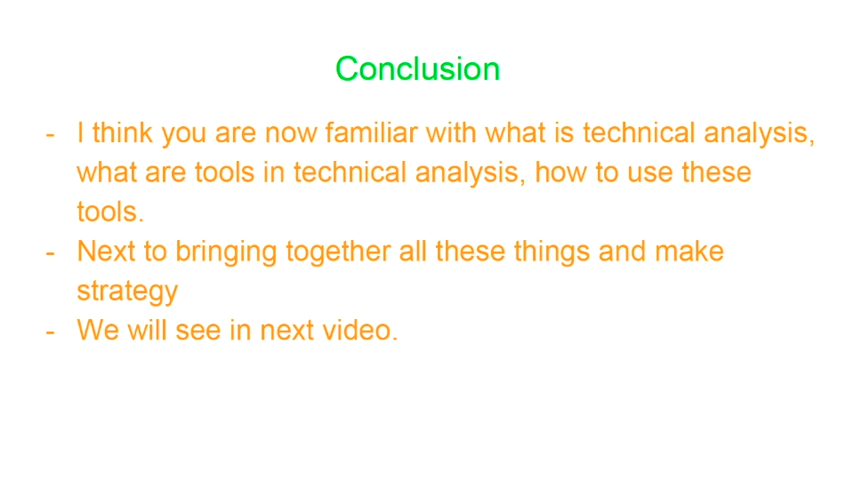 Conclusion
- I think you are now familiar with what is technical analysis,
what are tools in technical analysis, how to use these
tools.
- Next to bringing together all these things and make
strategy
- We will see in next video.